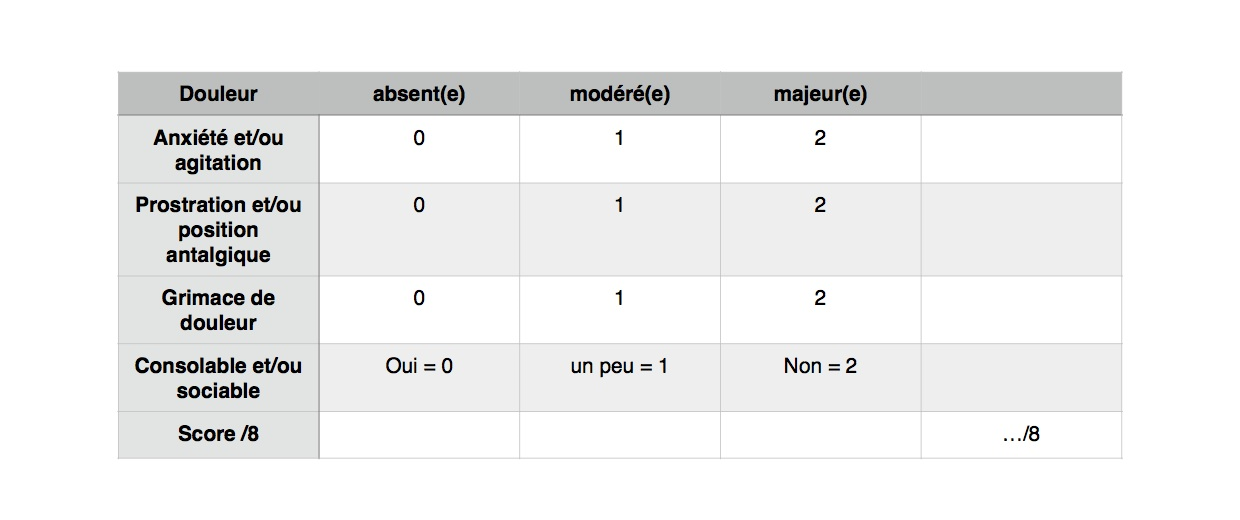 Douleur absent(e) modéré(e) majeur(e)
Anxiété et/ou 0 1 2
agitation
Prostration et/ou 0 1 2
position
antalgique
Grimace de 0 1 2
douleur
Consolable et/ou Oui = 0 un peu = 1 Non = 2
sociable
Score /8 …/8